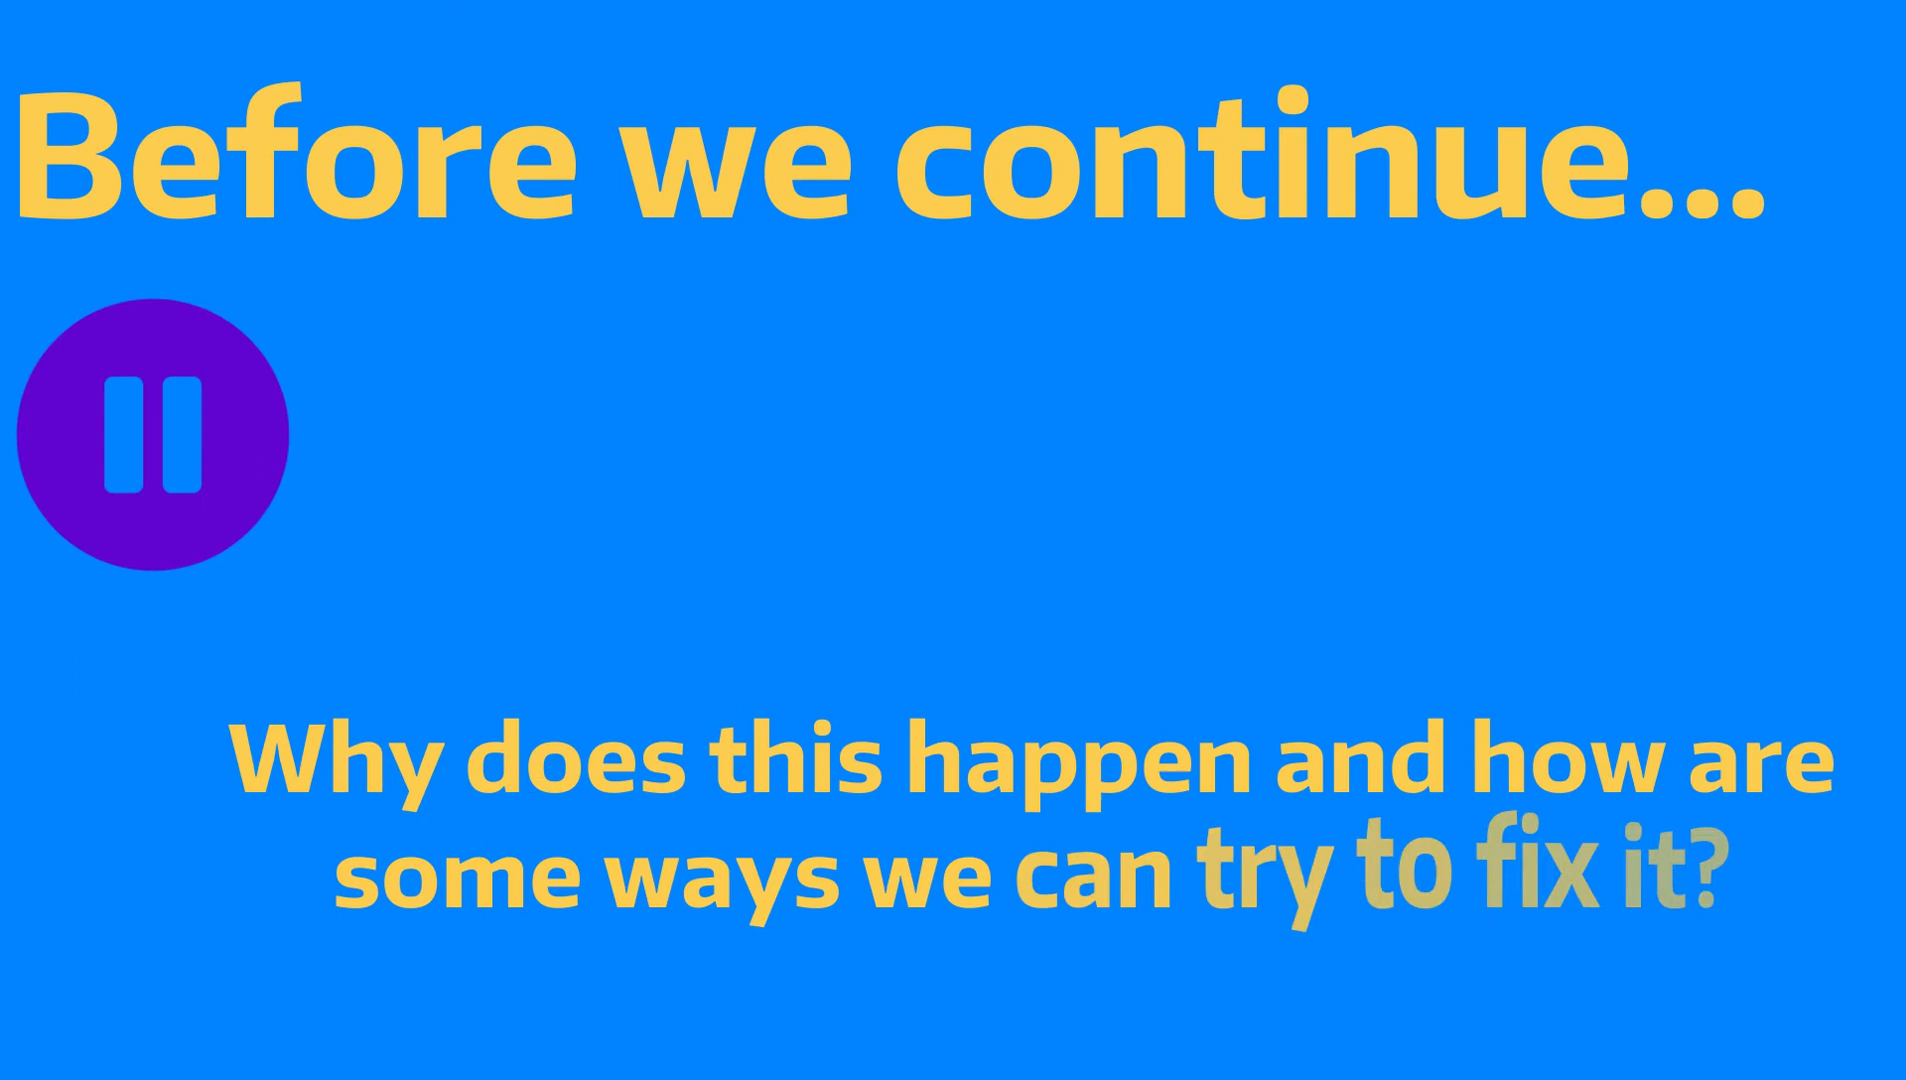 Before we continue...
Why does this happen and how are
some ways we can try to fix it?